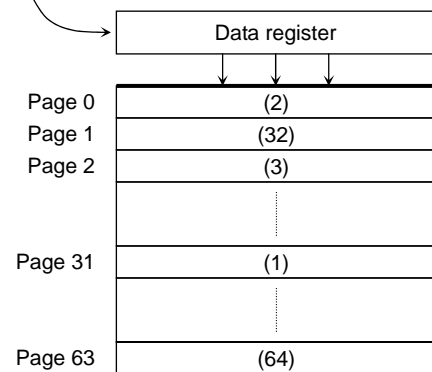 Data register
Page 0 (2)
Page 1 (32)
Page 2 (3)
Page 31 (1)
Page 63 (64)